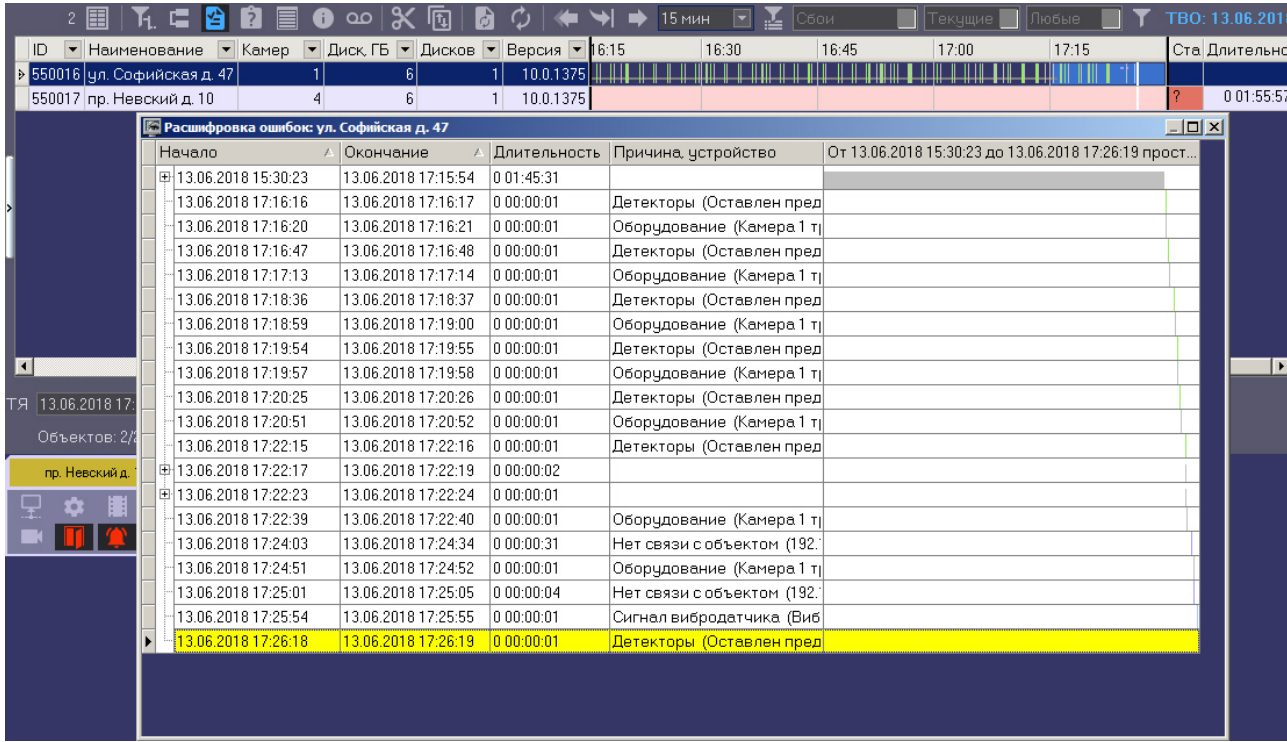 2 15 мин Сбои Текущие Любые ТВО: 13.06.201
ID Наименование Камер Диск, ГБ Дисков Версия 16:15 16:30 16:45 17:00 17:15 Ста Длительно
550016 ул. Софийская д. 47 1 6 1 10.0.1375
550017 пр. Невский д. 10 4 6 1 10.0.1375 ? 0 01:55:57
Расшифровка ошибок: ул. Софийская д. 47
Начало Окончание Длительность Причина, устройство От 13.06.2018 15:30:23 до 13.06.2018 17:26:19 прост...
13.06.2018 15:30:23 13.06.2018 17:15:54 0 01:45:31
13.06.2018 17:16:16 13.06.2018 17:16:17 0 00:00:01 Детекторы (Оставлен пред
13.06.2018 17:16:20 13.06.2018 17:16:21 0 00:00:01 Оборудование (Камера 1 тр
13.06.2018 17:16:47 13.06.2018 17:16:48 0 00:00:01 Детекторы (Оставлен пред
13.06.2018 17:17:13 13.06.2018 17:17:14 0 00:00:01 Оборудование (Камера 1 тр
13.06.2018 17:18:36 13.06.2018 17:18:37 0 00:00:01 Детекторы (Оставлен пред
13.06.2018 17:18:59 13.06.2018 17:19:00 0 00:00:01 Оборудование (Камера 1 тр
13.06.2018 17:19:54 13.06.2018 17:19:55 0 00:00:01 Детекторы (Оставлен пред
13.06.2018 17:19:57 13.06.2018 17:19:58 0 00:00:01 Оборудование (Камера 1 тр
13.06.2018 17:20:25 13.06.2018 17:20:26 0 00:00:01 Детекторы (Оставлен пред
13.06.2018 17:20:51 13.06.2018 17:20:52 0 00:00:01 Оборудование (Камера 1 тр
13.06.2018 17:22:15 13.06.2018 17:22:16 0 00:00:01 Детекторы (Оставлен пред
13.06.2018 17:22:17 13.06.2018 17:22:19 0 00:00:02
13.06.2018 17:22:23 13.06.2018 17:22:24 0 00:00:01
13.06.2018 17:22:39 13.06.2018 17:22:40 0 00:00:01 Оборудование (Камера 1 тр
13.06.2018 17:24:03 13.06.2018 17:24:34 0 00:00:31 Нет связи с объектом (192.
13.06.2018 17:24:51 13.06.2018 17:24:52 0 00:00:01 Оборудование (Камера 1 тр
13.06.2018 17:25:01 13.06.2018 17:25:05 0 00:00:04 Нет связи с объектом (192.
13.06.2018 17:25:54 13.06.2018 17:25:55 0 00:00:01 Сигнал вибродатчика (Виб
13.06.2018 17:26:18 13.06.2018 17:26:19 0 00:00:01 Детекторы (Оставлен пред
ТЯ 13.06.2018 17:
Объектов: 2/2
пр. Невский д. 1